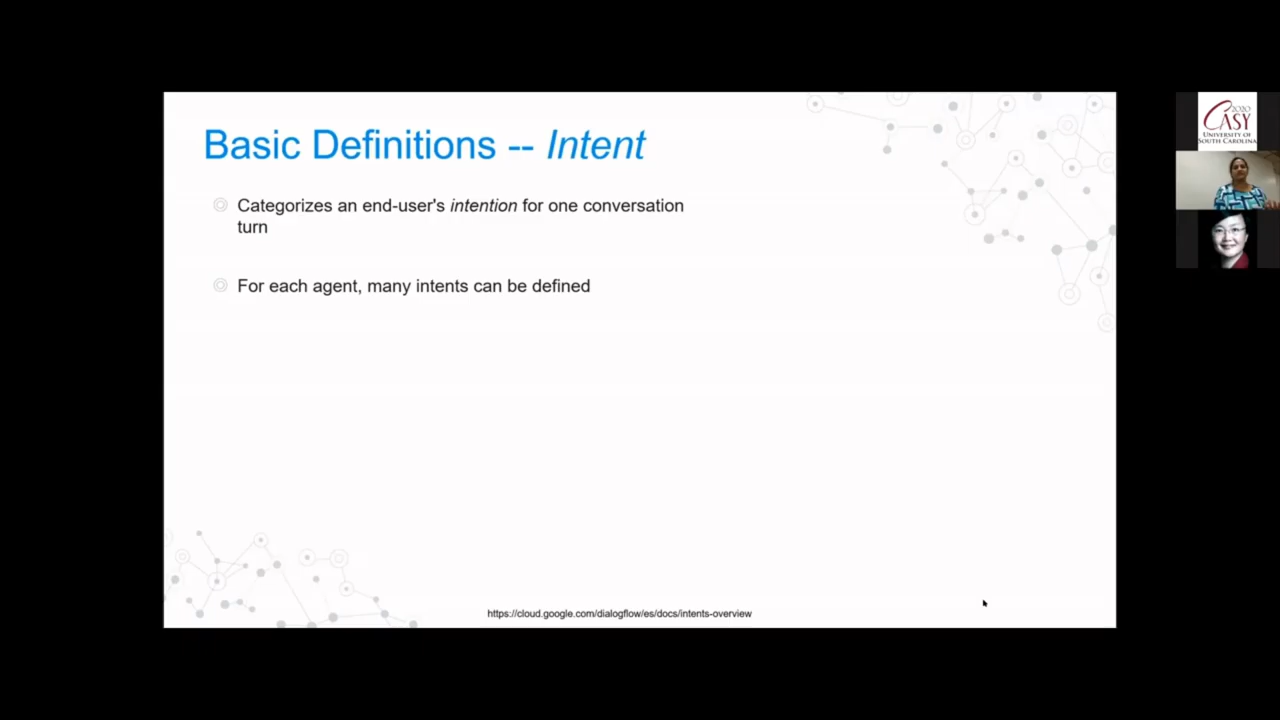 Basic Definitions -- Intent
Categorizes an end-user's intention for one conversation
turn
For each agent, many intents can be defined
https://cloud.google.com/dialogflow/es/docs/intents-overview
2020
CASY
UNIVERSITY OF
SOUTH CAROLINA